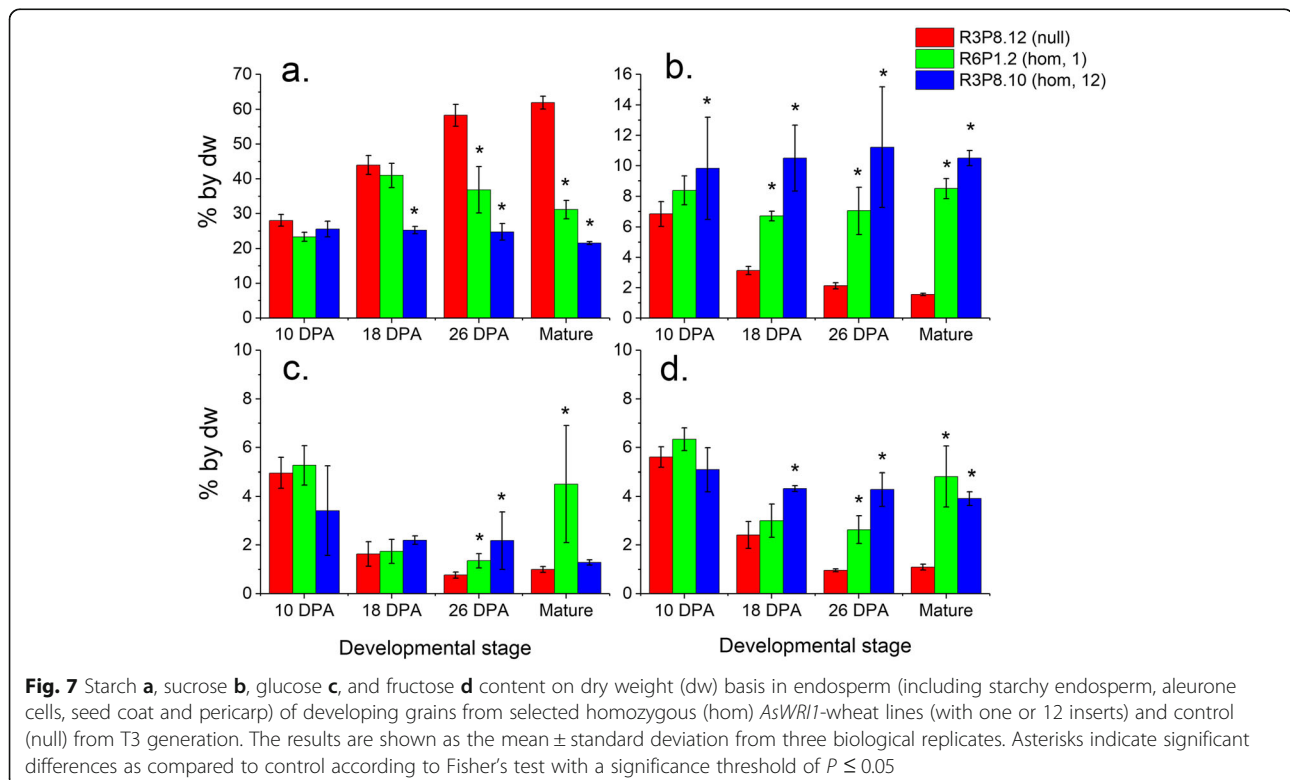 R3P8.12 (null)
R6P1.2 (hom, 1)
R3P8.10 (hom, 12)
a.
% by dw
70
60
50
40
30
20
10
0
*
*
*
*
*
10 DPA
18 DPA
26 DPA
Mature
b.
16
14
12
10
8
6
4
2
0
*
*
*
*
*
*
*
10 DPA
18 DPA
26 DPA
Mature
c.
% by dw
10
8
6
4
2
0
*
*
*
10 DPA
18 DPA
26 DPA
Mature
Developmental stage
d.
10
8
6
4
2
0
*
*
*
*
*
10 DPA
18 DPA
26 DPA
Mature
Developmental stage
Fig. 7 Starch a, sucrose b, glucose c, and fructose d content on dry weight (dw) basis in endosperm (including starchy endosperm, aleurone
cells, seed coat and pericarp) of developing grains from selected homozygous (hom) AsWRI1-wheat lines (with one or 12 inserts) and control
(null) from T3 generation. The results are shown as the mean ± standard deviation from three biological replicates. Asterisks indicate significant
differences as compared to control according to Fisher's test with a significance threshold of P ≤ 0.05